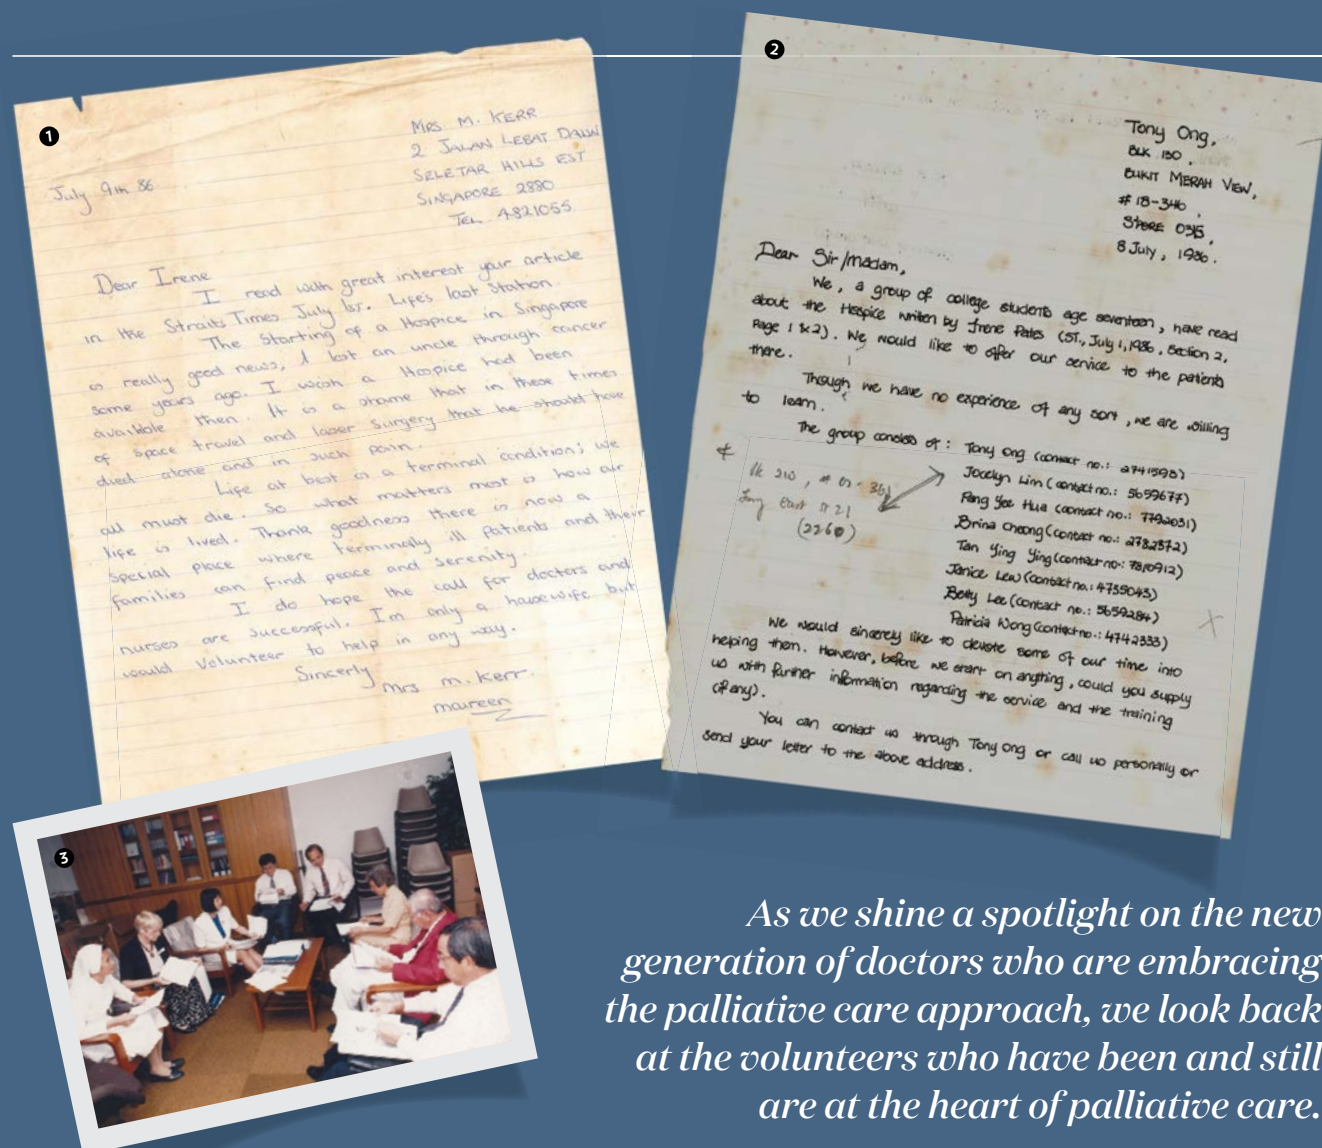 1
July 9th 86
MRS. M. KERR
2 JALAN LEBAT DAUN
SELETAR HILLS EST
SINGAPORE 2880
TEL. 4821055
Dear Irene
I read with great interest your article
in the Straits Times July 1st. Life's last Station.
The Starting of a Hospice in Singapore
is really good news, I lost an uncle through cancer
some years ago. I wish a Hospice had been
available then. It is a shame that in these times
of space travel and laser surgery that he should have
died alone and in such pain.
Life at best is a terminal condition; we
all must die. So what matters most is how our
life is lived. Thank goodness there is now a
special place where terminally ill patients and their
families can find peace and serenity.
I do hope the call for doctors and
nurses are successful. I'm only a housewife but
would Volunteer to help in any way.
Sincerly
Mrs M. Kerr.
maureen
2
Tony Ong,
BLK 130,
BUKIT MERAH VIEW,
# 18-346,
S'PORE 0315,
8 July, 1986.
Dear Sir/madam,
We, a group of college students age seventeen, have read
about the Hospice written by Irene Pates (ST., July 1, 1986, Section 2,
Page 1 & 2). We would like to offer our service to the patients
there.
Though we have no experience of any sort, we are willing
to learn.
The group consists of: Tony Ong (contact no.: 2741598)
Jocelyn Lim (contact no.: 5659677)
Pang Yee Hua (contact no.: 7792031)
Brina Cheong (contact no.: 2782572)
Tan Ying Ying (contact no.: 7810912)
Janice Lew (contact no.: 4735043)
Betty Lee (contact no.: 5659284)
Patricia Wong (contact no.: 4742333)
lk 210, # 01-361
East 21
(2260)
We would sincerely like to devote some of our time into
helping them. However, before we start on anything, could you supply
us with further information regarding the service and the training
(if any).
You can contact us through Tony Ong or call us personally or
send your letter to the above address.
3
As we shine a spotlight on the new
generation of doctors who are embracing
the palliative care approach, we look back
at the volunteers who have been and still
are at the heart of palliative care.